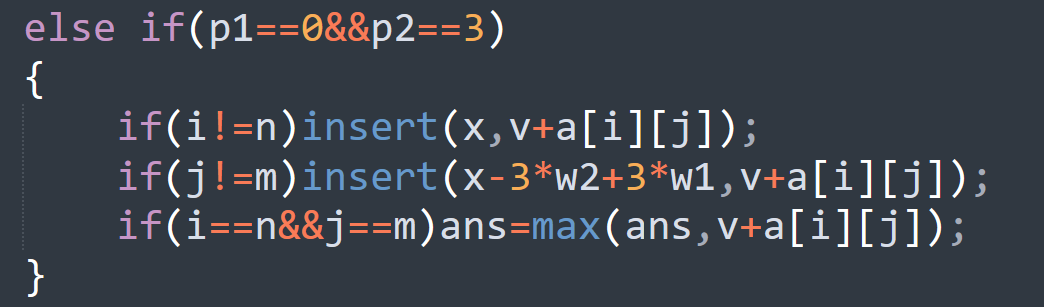 else if(p1==0&&p2==3)
{
    if(i!=n)insert(x,v+a[i][j]);
    if(j!=m)insert(x-3*w2+3*w1,v+a[i][j]);
    if(i==n&&j==m)ans=max(ans,v+a[i][j]);
}